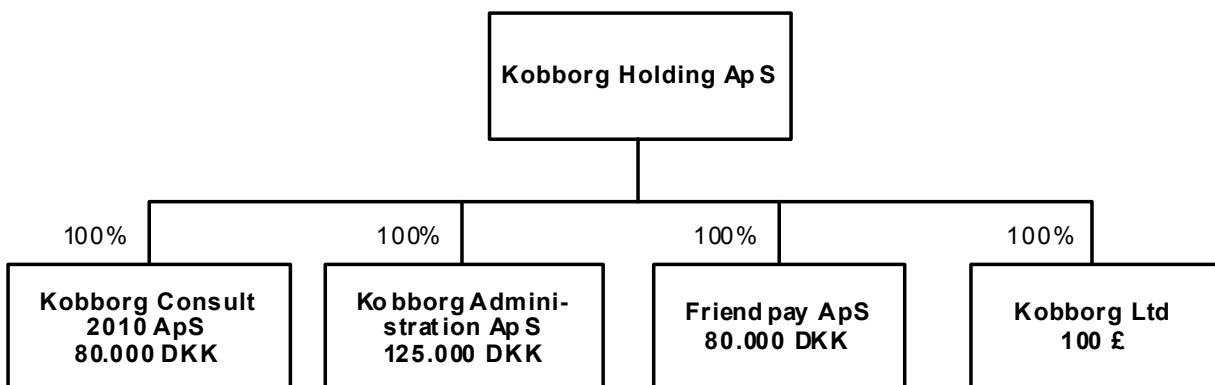 Kobborg Holding ApS
100%
100%
100%
100%
Kobborg Consult
2010 ApS
80.000 DKK
Kobborg Admini-
stration ApS
125.000 DKK
Friendpay ApS
80.000 DKK
Kobborg Ltd
100 £